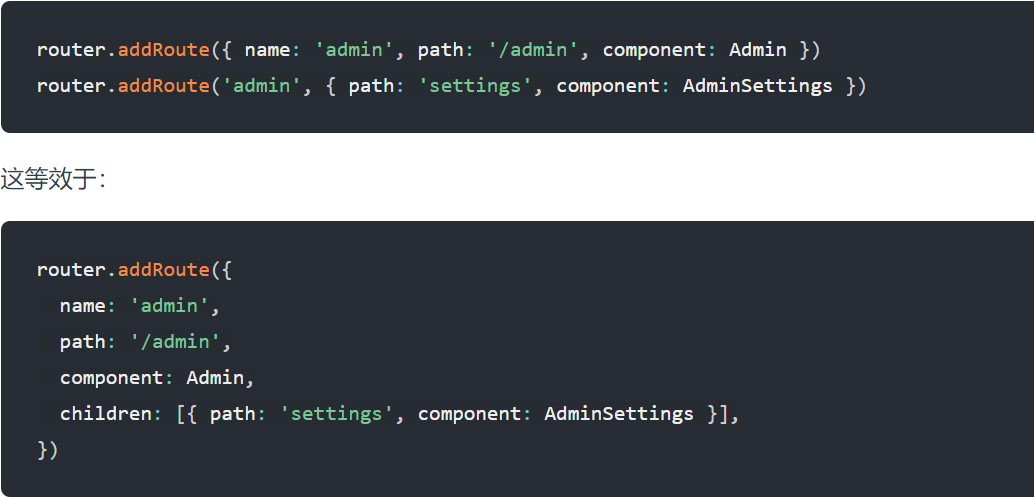 router.addRoute({ name: 'admin', path: '/admin', component: Admin })
router.addRoute('admin', { path: 'settings', component: AdminSettings })
这等效于：
router.addRoute({
  name: 'admin',
  path: '/admin',
  component: Admin,
  children: [{ path: 'settings', component: AdminSettings }],
})